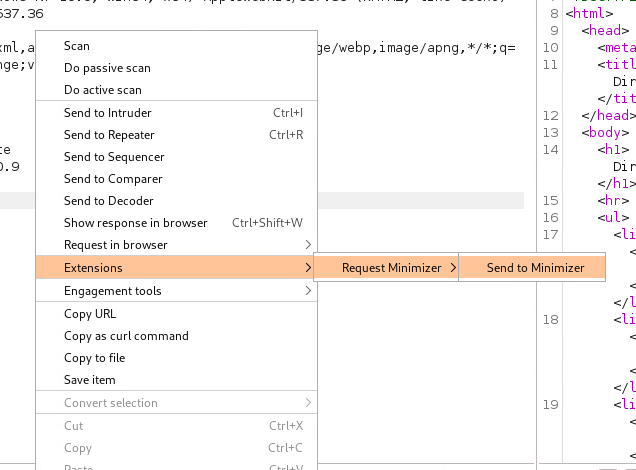 537.36
8 <html>
9 <head>
xml,a ge/webp,image/apng,*/*;q=
10 <meta
nge;v
11 <title
Dir
</tit
12 </head>
13 <body>
te
14 <h1>
0.9
Dir
</h1>
15 <hr>
16 <ul>
17 <li
<
<
</l
18 <li
<
<
</l
19 <li
<
<
Scan
Do passive scan
Do active scan
Send to Intruder Ctrl+I
Send to Repeater Ctrl+R
Send to Sequencer
Send to Comparer
Send to Decoder
Show response in browser Ctrl+Shift+W
Request in browser
Extensions
Request Minimizer
Send to Minimizer
Engagement tools
Copy URL
Copy as curl command
Copy to file
Save item
Convert selection
Cut Ctrl+X
Copy Ctrl+C
Paste Ctrl+V